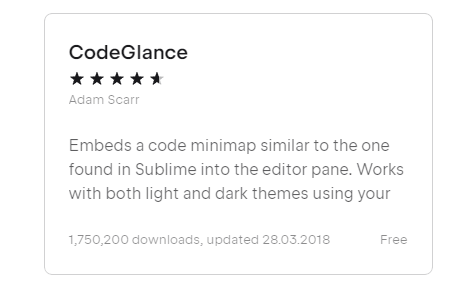 CodeGlance
Adam Scarr
Embeds a code minimap similar to the one
found in Sublime into the editor pane. Works
with both light and dark themes using your
1,750,200 downloads, updated 28.03.2018 Free